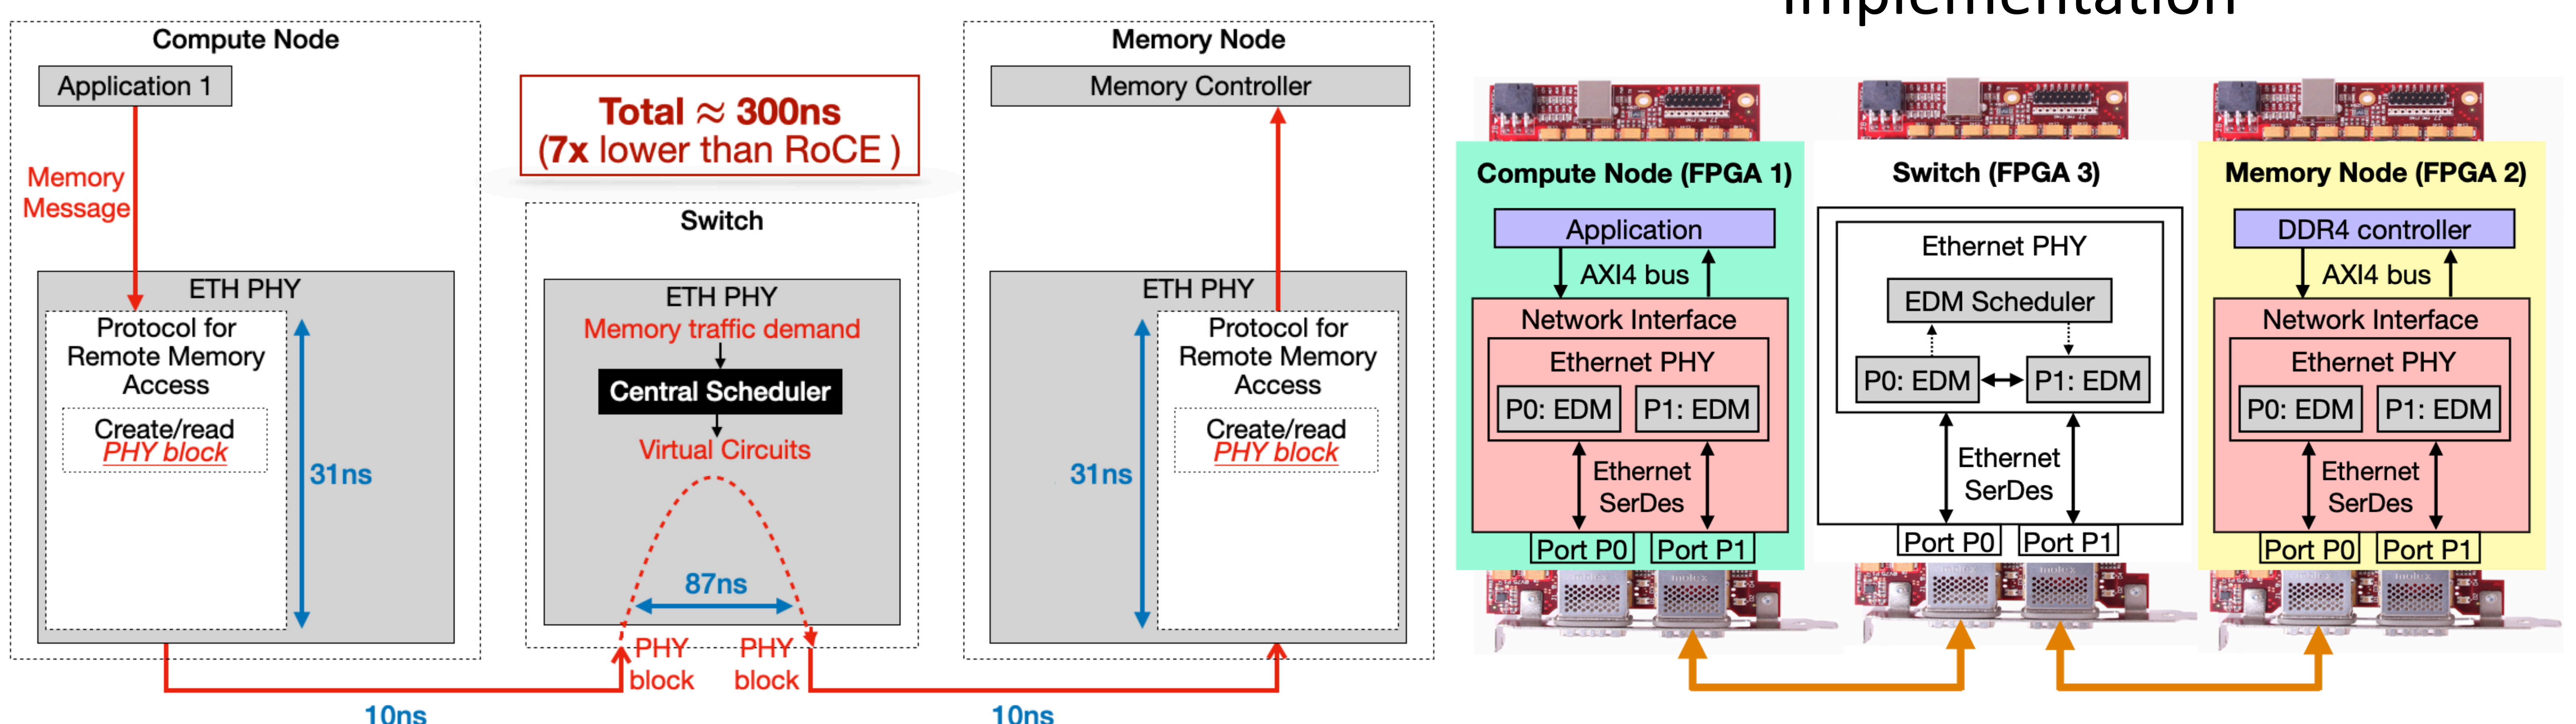 Implementation
Compute Node
Application 1
Memory
Message
ETH PHY
Protocol for
Remote Memory
Access
Create/read
PHY block
31ns
10ns
Total ≈ 300ns
(7x lower than RoCE )
Switch
ETH PHY
Memory traffic demand
Central Scheduler
Virtual Circuits
87ns
PHY
block
PHY
block
10ns
Memory Node
Memory Controller
ETH PHY
31ns
Protocol for
Remote Memory
Access
Create/read
PHY block
Compute Node (FPGA 1)
Application
AXI4 bus
Network Interface
Ethernet PHY
P0: EDM
P1: EDM
Ethernet
SerDes
Port P0
Port P1
Switch (FPGA 3)
Ethernet PHY
EDM Scheduler
P0: EDM
P1: EDM
Ethernet
SerDes
Port P0
Port P1
Memory Node (FPGA 2)
DDR4 controller
AXI4 bus
Network Interface
Ethernet PHY
P0: EDM
P1: EDM
Ethernet
SerDes
Port P0
Port P1